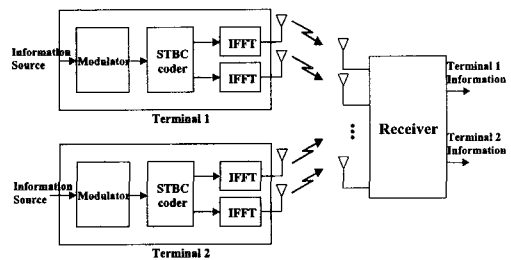 Information
Source
Modulator
STBC
coder
IFFT
IFFT
Terminal 1
Information
Source
Modulator
STBC
coder
IFFT
IFFT
Terminal 2
Receiver
Terminal 1
Information
Terminal 2
Information